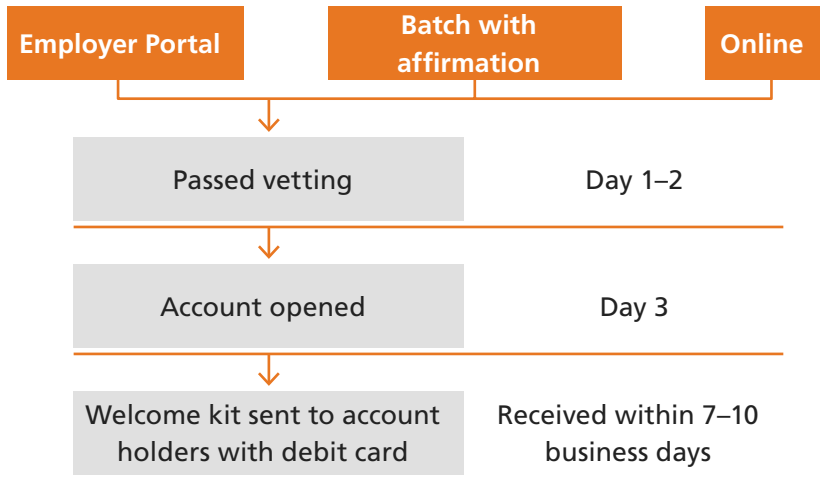 Employer Portal
Batch with
affirmation
Online
Passed vetting
Day 1–2
Account opened
Day 3
Welcome kit sent to account
holders with debit card
Received within 7–10
business days